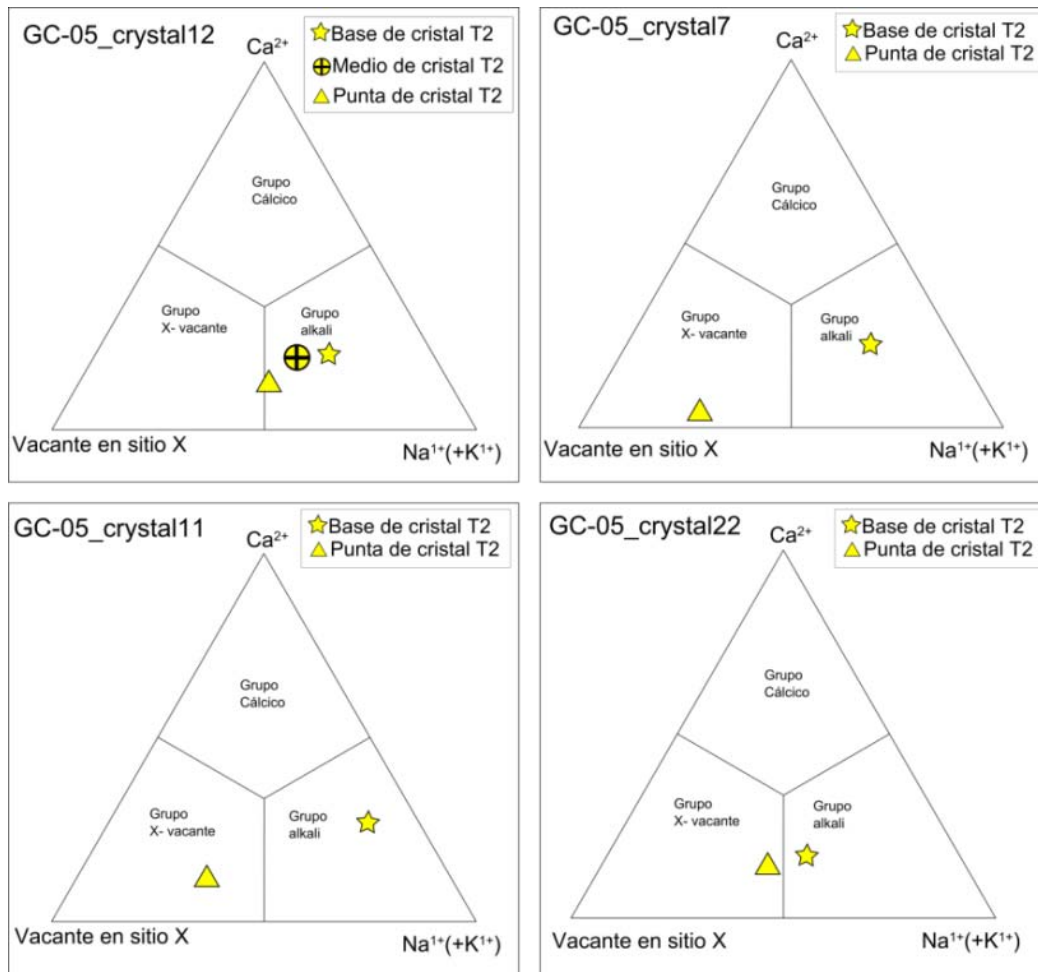 GC-05_crystal12
Ca²⁺
Base de cristal T2
Medio de cristal T2
Punta de cristal T2
Grupo
Cálcico
Grupo
X- vacante
Grupo
alkali
Vacante en sitio X
Na¹⁺(+K¹⁺)
GC-05_crystal7
Ca²⁺
Base de cristal T2
Punta de cristal T2
Grupo
Cálcico
Grupo
X- vacante
Grupo
alkali
Vacante en sitio X
Na¹⁺(+K¹⁺)
GC-05_crystal11
Ca²⁺
Base de cristal T2
Punta de cristal T2
Grupo
Cálcico
Grupo
X- vacante
Grupo
alkali
Vacante en sitio X
Na¹⁺(+K¹⁺)
GC-05_crystal22
Ca²⁺
Base de cristal T2
Punta de cristal T2
Grupo
Cálcico
Grupo
X- vacante
Grupo
alkali
Vacante en sitio X
Na¹⁺(+K¹⁺)